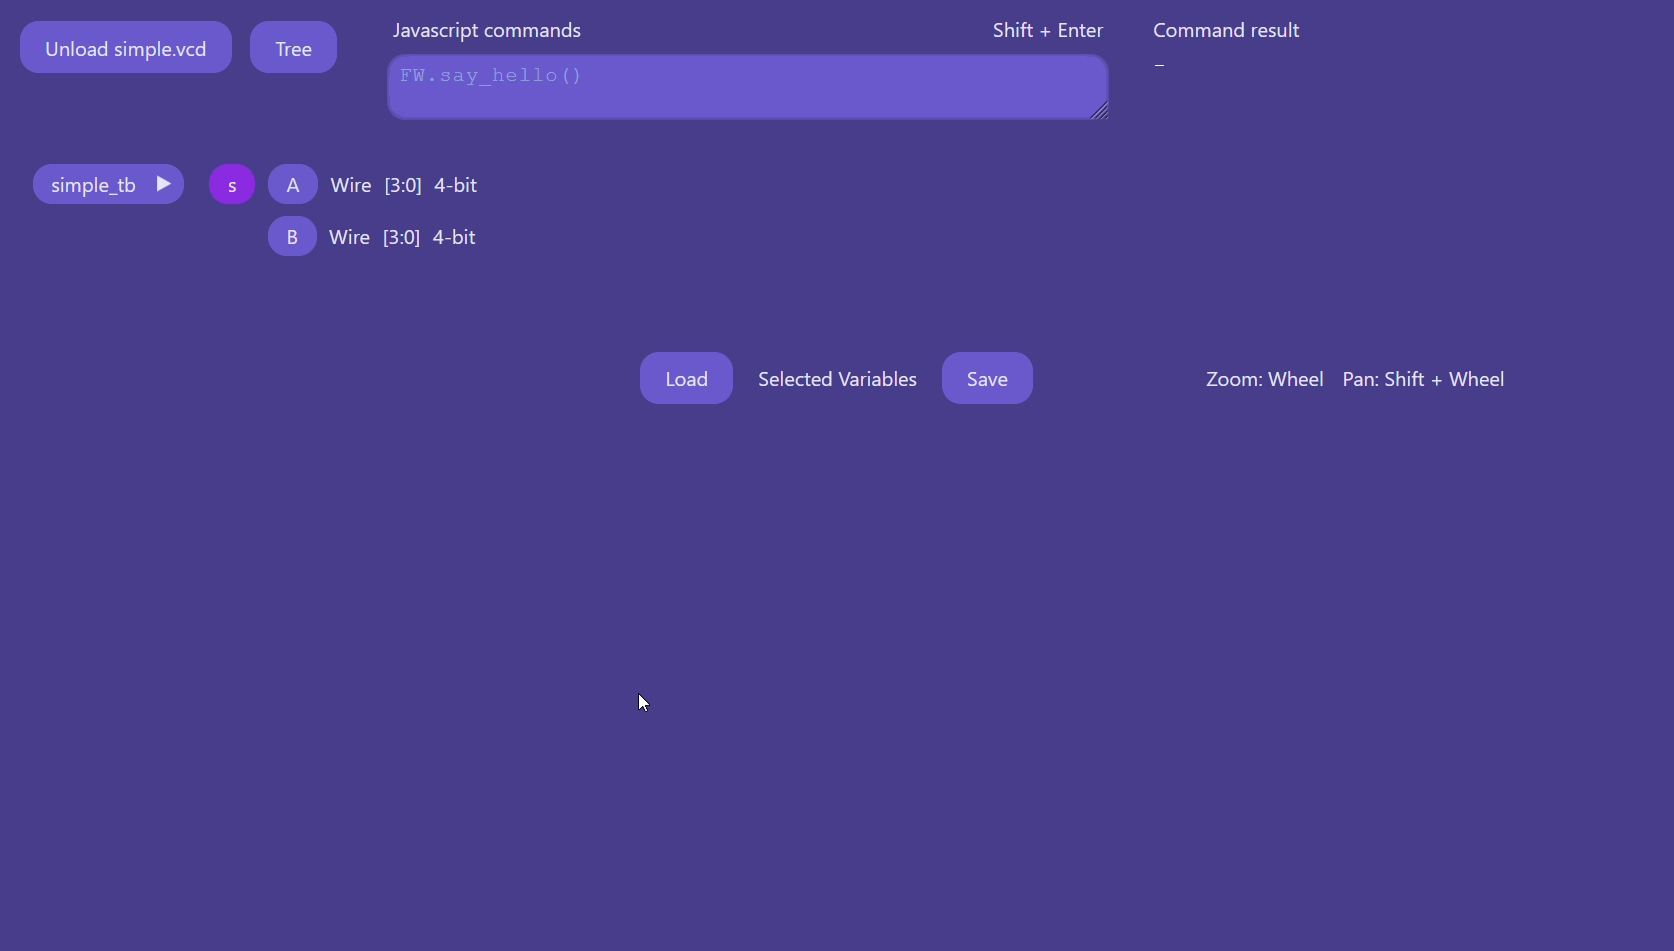 Unload simple.vcd
Tree
Javascript commands
Shift + Enter
FW.say_hello()
Command result
–
simple_tb
s
A Wire [3:0] 4-bit
B Wire [3:0] 4-bit
Load
Selected Variables
Save
Zoom: Wheel
Pan: Shift + Wheel